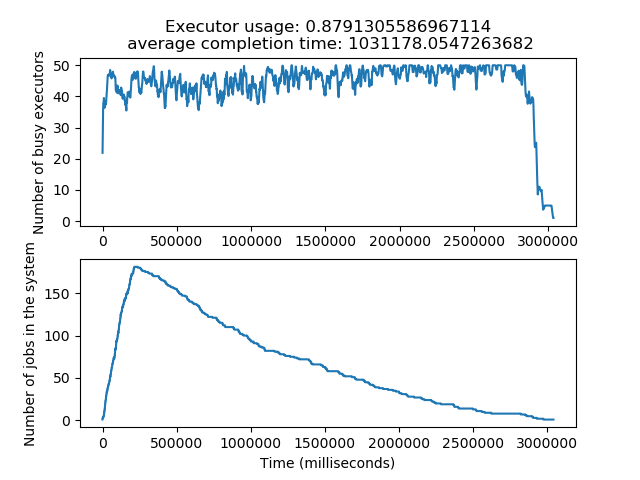 Executor usage: 0.8791305586967114
average completion time: 1031178.0547263682
Number of busy executors
50
40
30
20
10
0
0 500000 1000000 1500000 2000000 2500000 3000000
Number of jobs in the system
150
100
50
0
0 500000 1000000 1500000 2000000 2500000 3000000
Time (milliseconds)